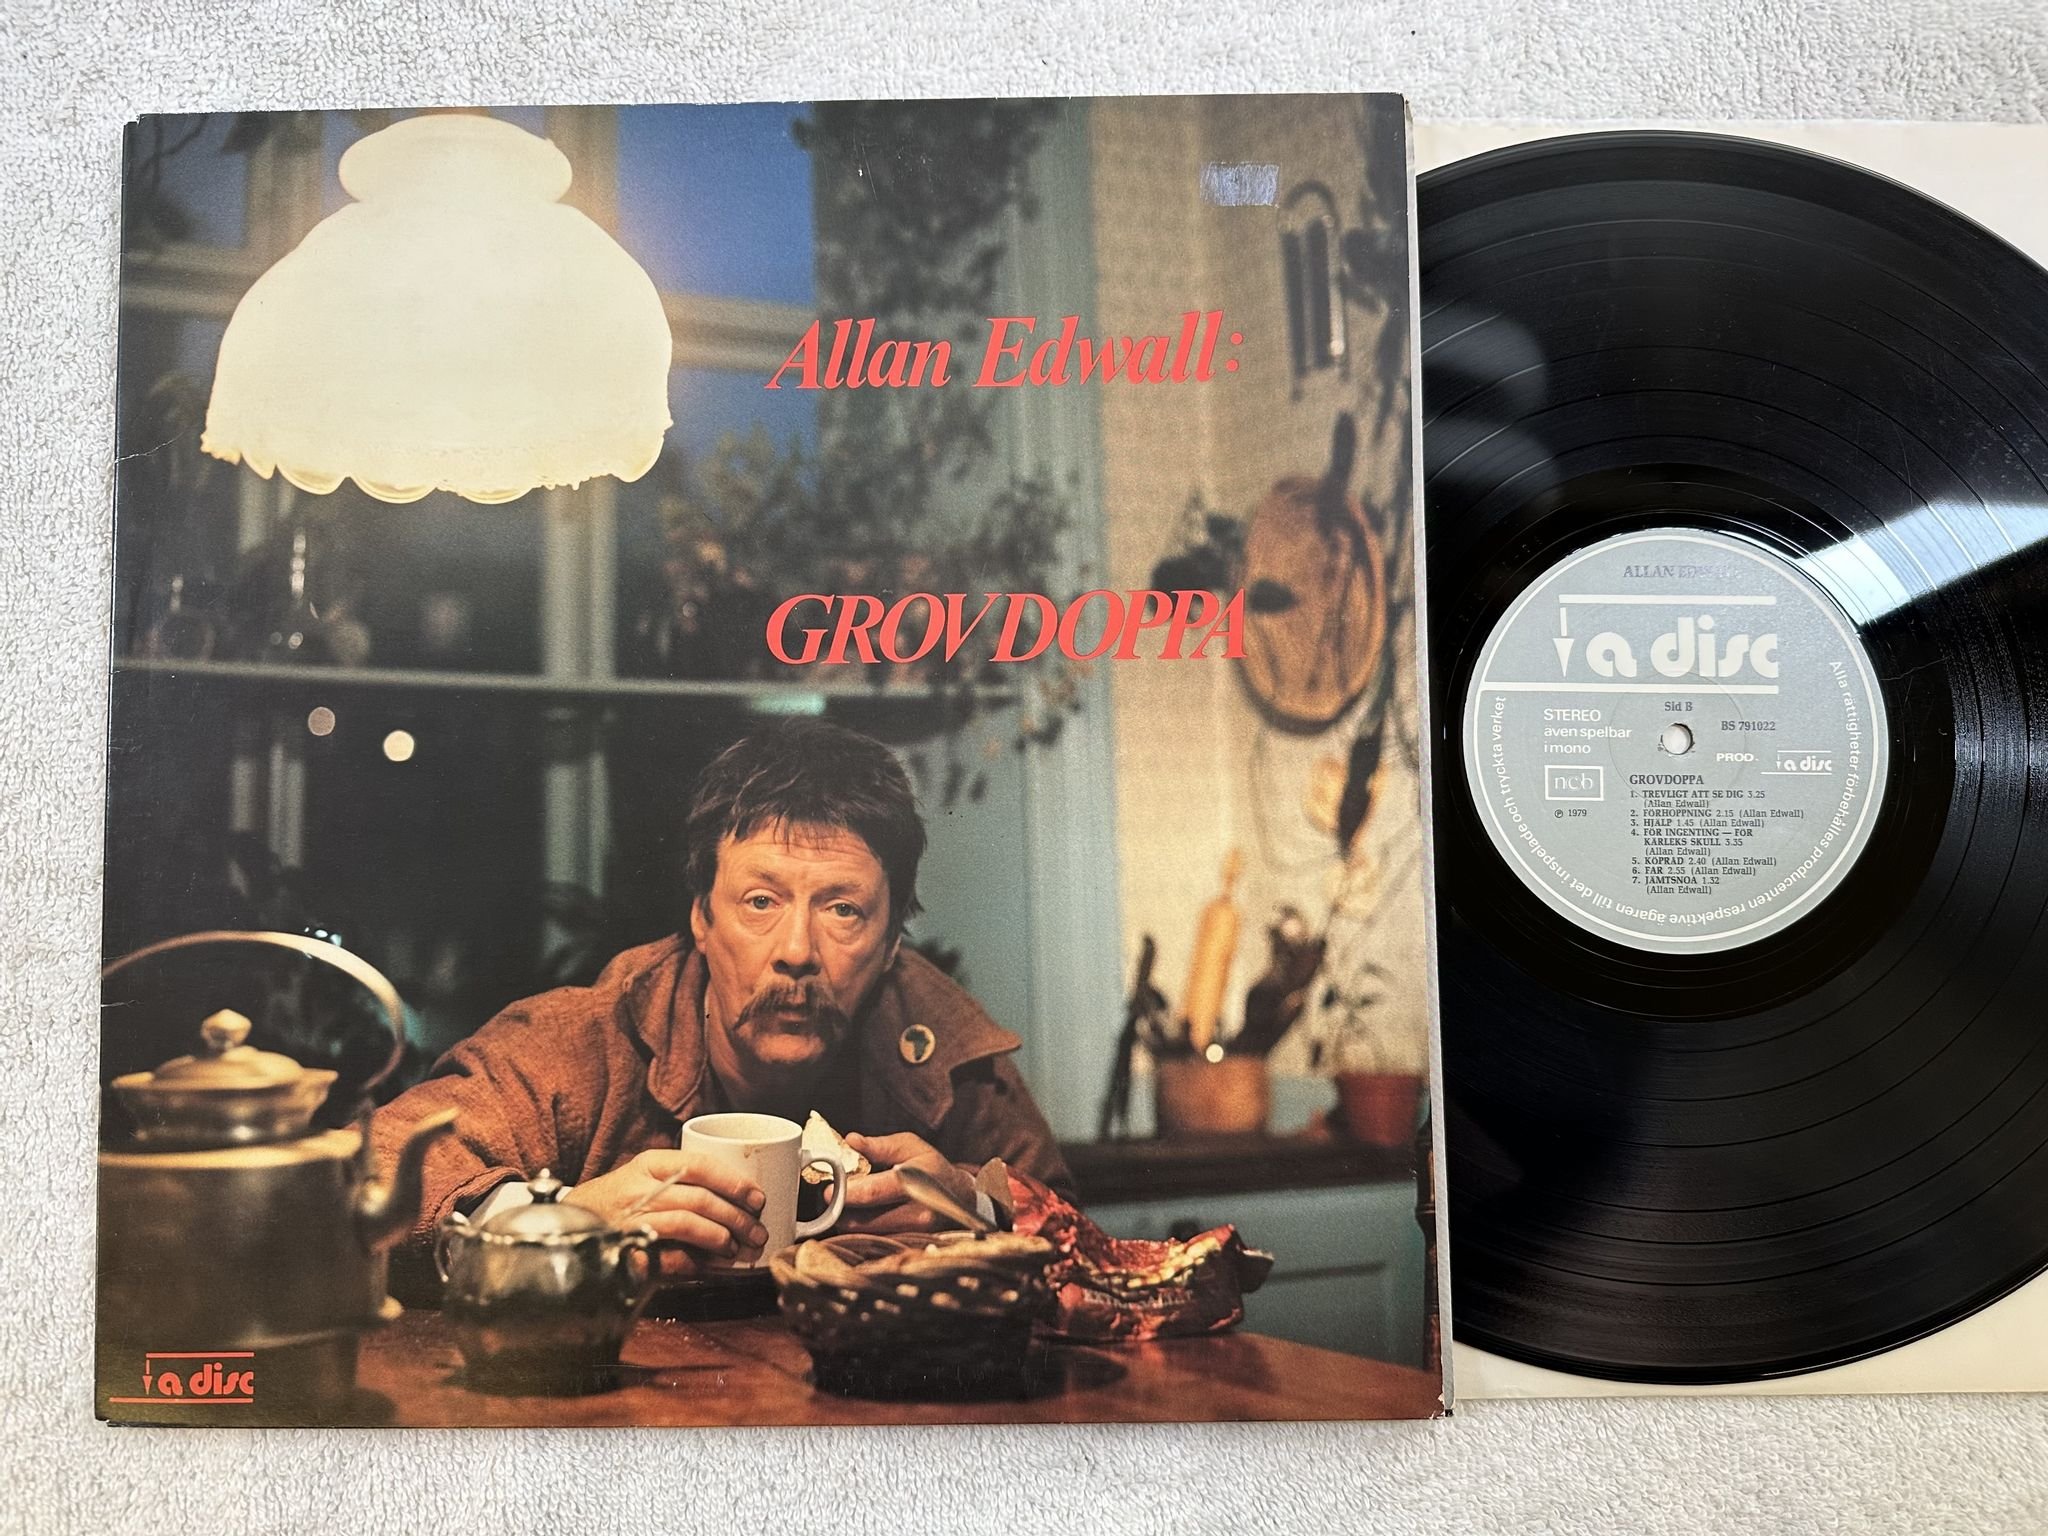 Allan Edwall:
GROVDOPPA
a disc
ALLAN EDWALL
a disc
Sid B
BS 791022
STEREO
även spelbar
i mono
PROD.
a disc
ncb
GROVDOPPA
1. TREVLIGT ATT SE DIG 3.25
(Allan Edwall)
2. FÖRHOPPNING 2.15 (Allan Edwall)
3. HJÄLP 1.45 (Allan Edwall)
4. FÖR INGENTING — FÖR
KÄRLEKS SKULL 3.35
(Allan Edwall)
5. KÖPRÅD 2.40 (Allan Edwall)
6. FAR 2.55 (Allan Edwall)
7. JÄMTSNOA 1.32
(Allan Edwall)
℗ 1979
Alla rättigheter förbehålles producenten respektive ägaren till det inspelade och tryckta verket